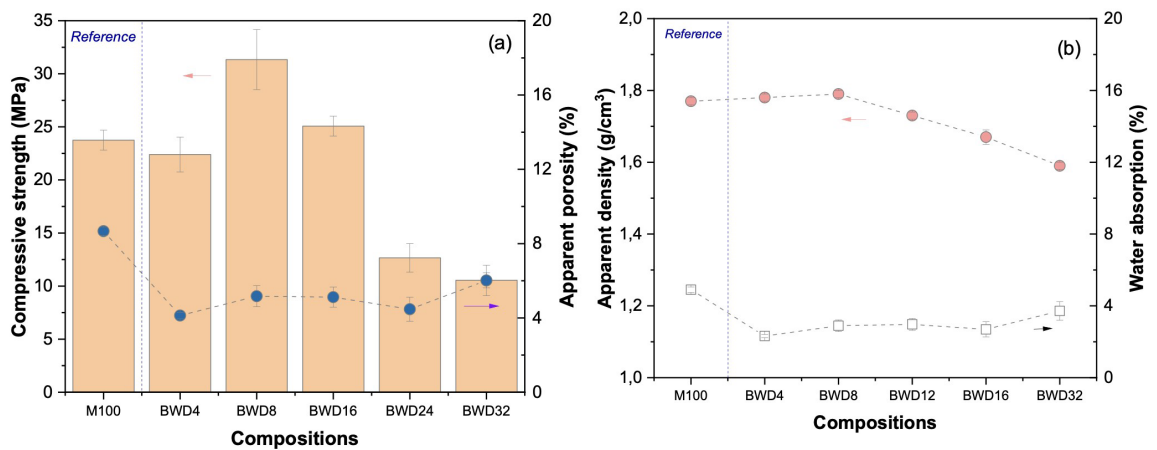 35
30
25
20
15
10
5
0
Compressive strength (MPa)
Reference
(a)
20
16
12
8
4
0
Apparent porosity (%)
M100 BWD4 BWD8 BWD16 BWD24 BWD32
Compositions
2,0
1,8
1,6
1,4
1,2
1,0
Apparent density (g/cm³)
Reference
(b)
20
16
12
8
4
0
Water absorption (%)
M100 BWD4 BWD8 BWD12 BWD16 BWD32
Compositions